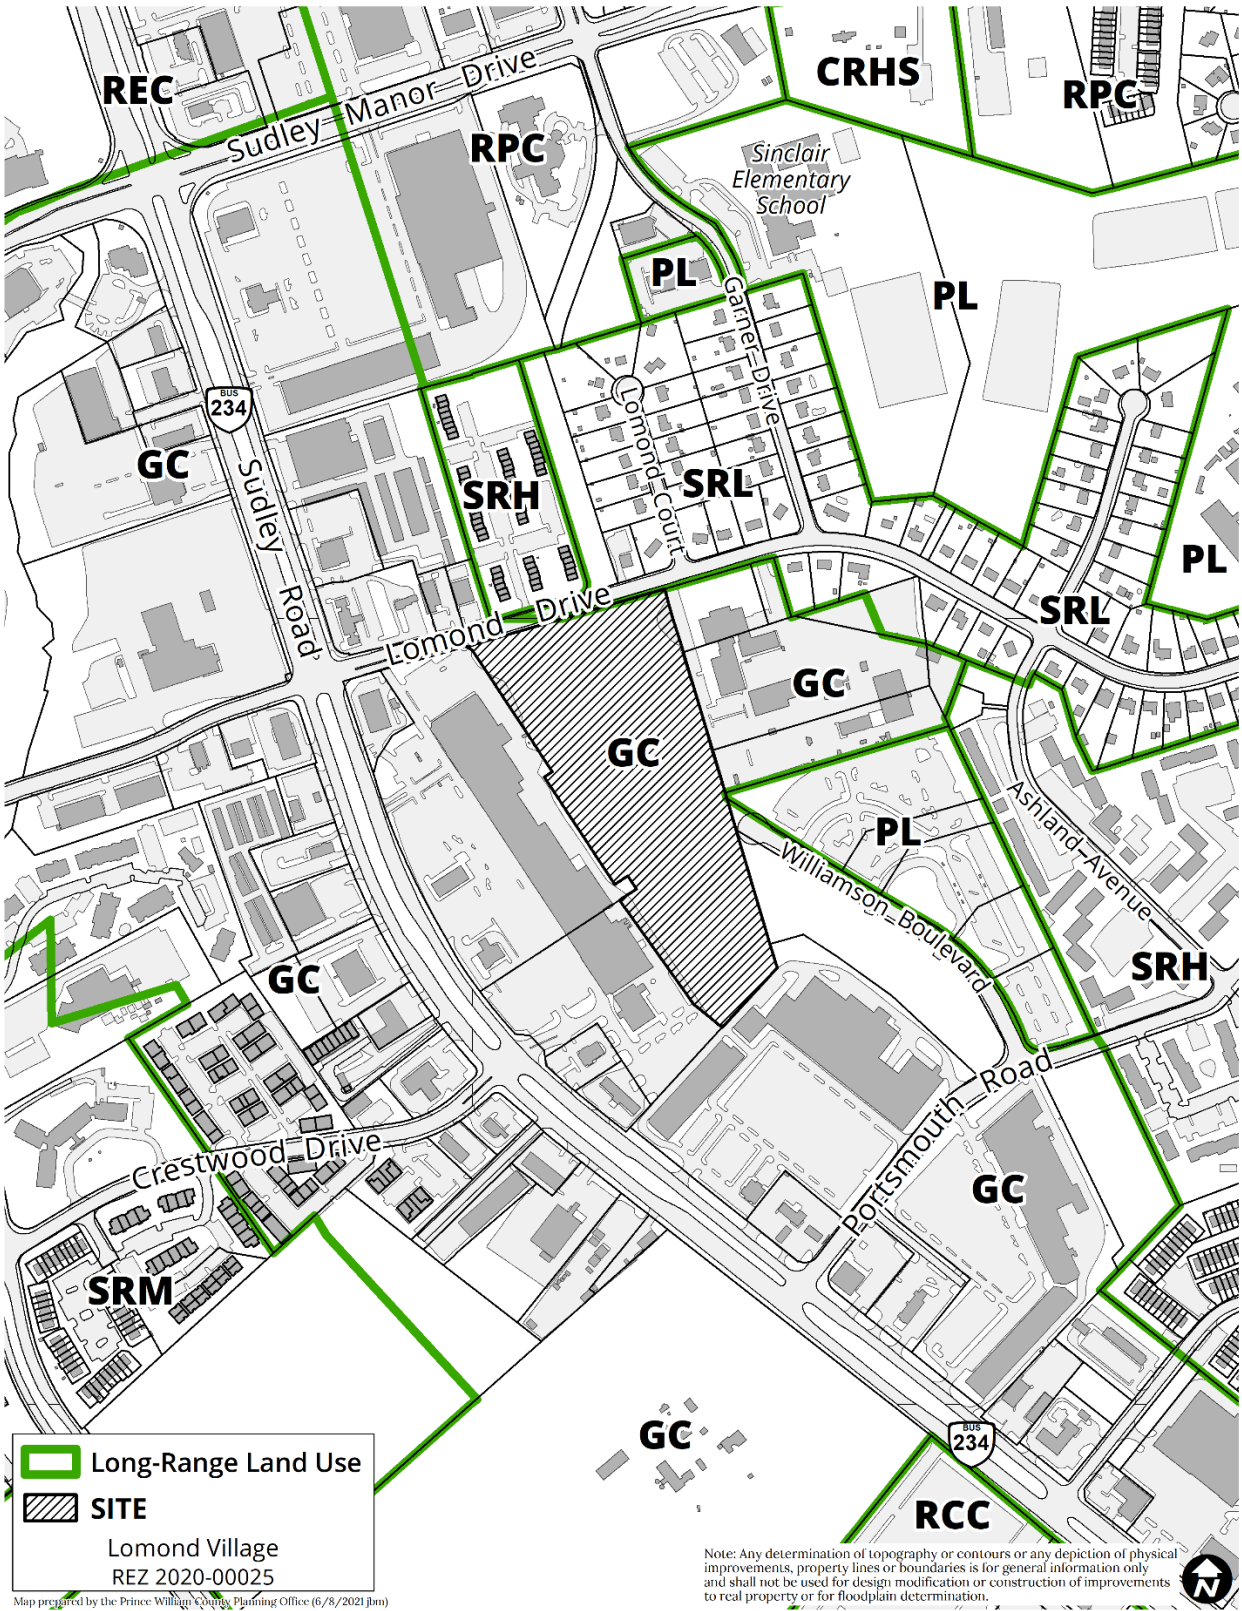 REC
Sudley Manor Drive
RPC
CRHS
RPC
Sinclair
Elementary
School
PL
Garner Drive
PL
BUS
234
GC
Sudley Road
SRH
Lomond Court
SRL
PL
SRL
Lomond Drive
GC
GC
Ashland Avenue
PL
Williamson Boulevard
SRH
GC
Portsmouth Road
Crestwood Drive
GC
SRM
GC
BUS
234
RCC
Long-Range Land Use
SITE
Lomond Village
REZ 2020-00025
Map prepared by the Prince William County Planning Office (6/8/2021 jbm)
Note: Any determination of topography or contours or any depiction of physical
improvements, property lines or boundaries is for general information only
and shall not be used for design modification or construction of improvements
to real property or for floodplain determination.
N